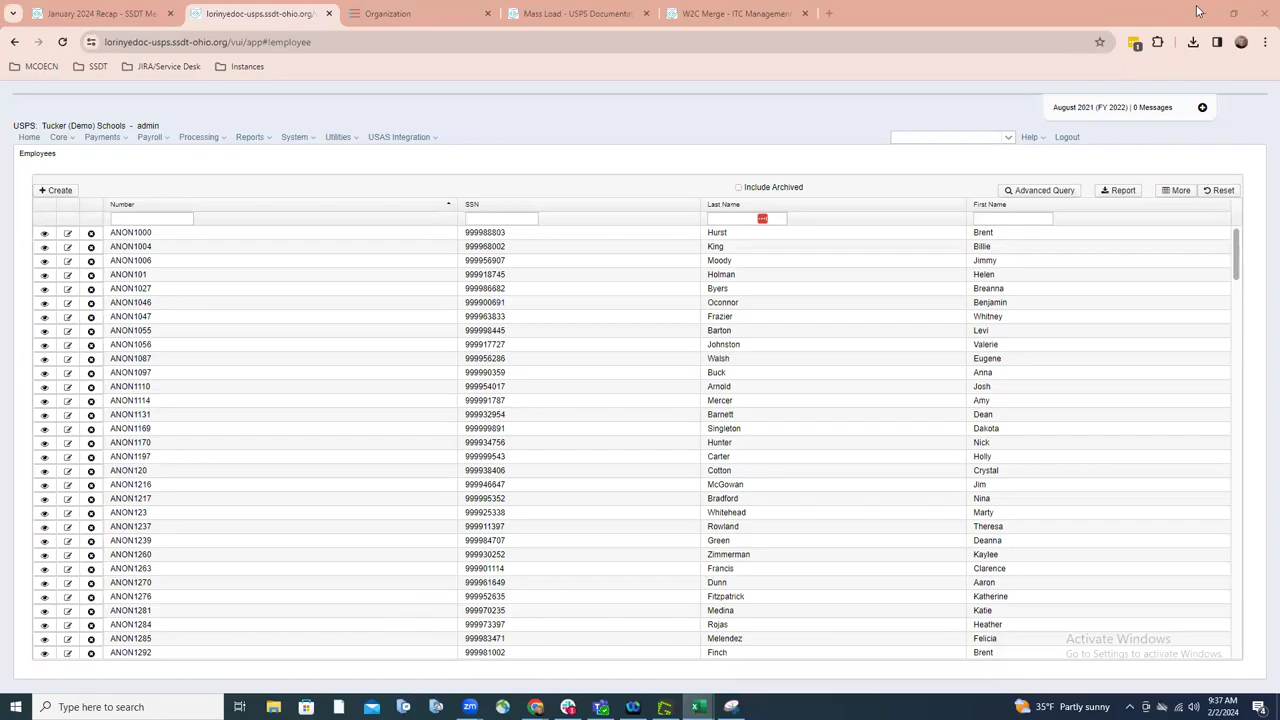 January 2024 Recap - SSDT Me
lorinyedoc-usps.ssdt-ohio.org/vu
Organization
Mass Load - USPS Documentin
W2C Merge - ITC Management
lorinyedoc-usps.ssdt-ohio.org/vui/app#!employee
MCOECN SSDT JIRA/Service Desk Instances
August 2021 (FY 2022) | 0 Messages
USPS: Tucker (Demo) Schools - admin
Home Core Payments Payroll Processing Reports System Utilities USAS Integration Help Logout
Employees
Create Include Archived Advanced Query Report More Reset
Number SSN Last Name First Name
ANON1000 999988803 Hurst Brent
ANON1004 999968002 King Billie
ANON1006 999956907 Moody Jimmy
ANON101 999918745 Holman Helen
ANON1027 999986682 Byers Breanna
ANON1046 999900691 Oconnor Benjamin
ANON1047 999963833 Frazier Whitney
ANON1055 999998445 Barton Levi
ANON1056 999917727 Johnston Valerie
ANON1087 999956286 Walsh Eugene
ANON1097 999990359 Buck Anna
ANON1110 999954017 Arnold Josh
ANON1114 999991787 Mercer Amy
ANON1131 999932954 Barnett Dean
ANON1169 999999891 Singleton Dakota
ANON1170 999934756 Hunter Nick
ANON1197 999999543 Carter Holly
ANON120 999938406 Cotton Crystal
ANON1216 999946647 McGowan Jim
ANON1217 999995352 Bradford Nina
ANON123 999925338 Whitehead Marty
ANON1237 999911397 Rowland Theresa
ANON1239 999984707 Green Deanna
ANON1260 999930252 Zimmerman Kaylee
ANON1263 999901114 Francis Clarence
ANON1270 999961649 Dunn Aaron
ANON1276 999952635 Fitzpatrick Katherine
ANON1281 999970235 Medina Katie
ANON1284 999973397 Rojas Heather
ANON1285 999983471 Melendez Felicia
ANON1292 999981002 Finch Brent
Activate Windows
Go to Settings to activate Windows.
Type here to search
35°F Partly sunny
9:37 AM
2/2/2024